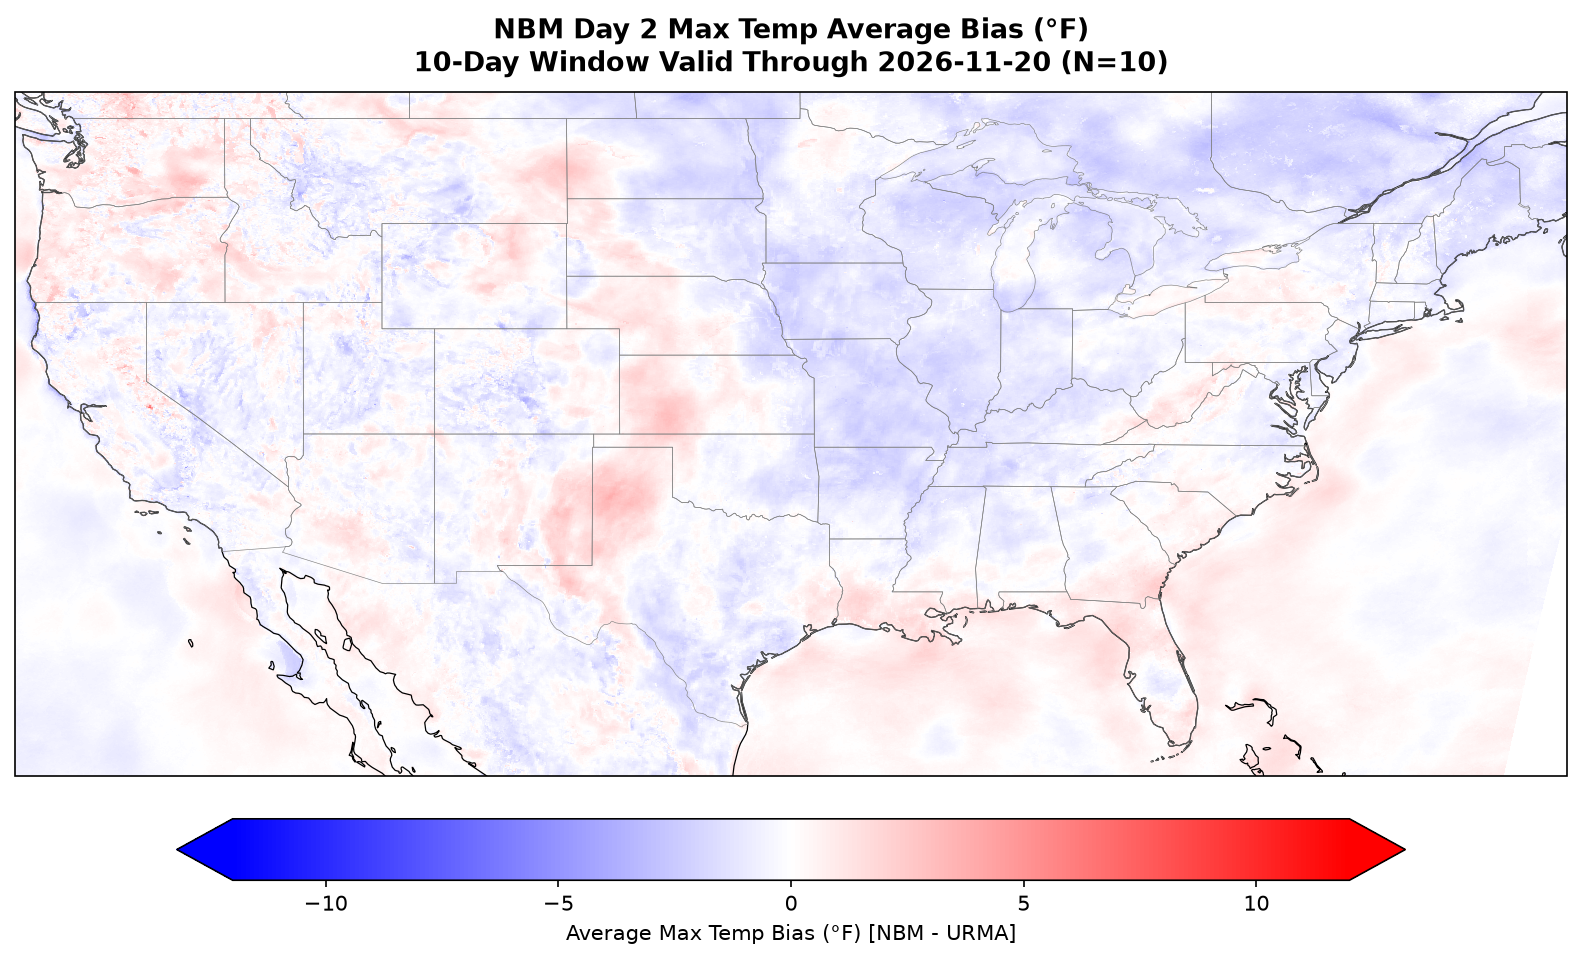 NBM Day 2 Max Temp Average Bias (°F)
10-Day Window Valid Through 2026-11-20 (N=10)
−10 −5 0 5 10
Average Max Temp Bias (°F) [NBM - URMA]